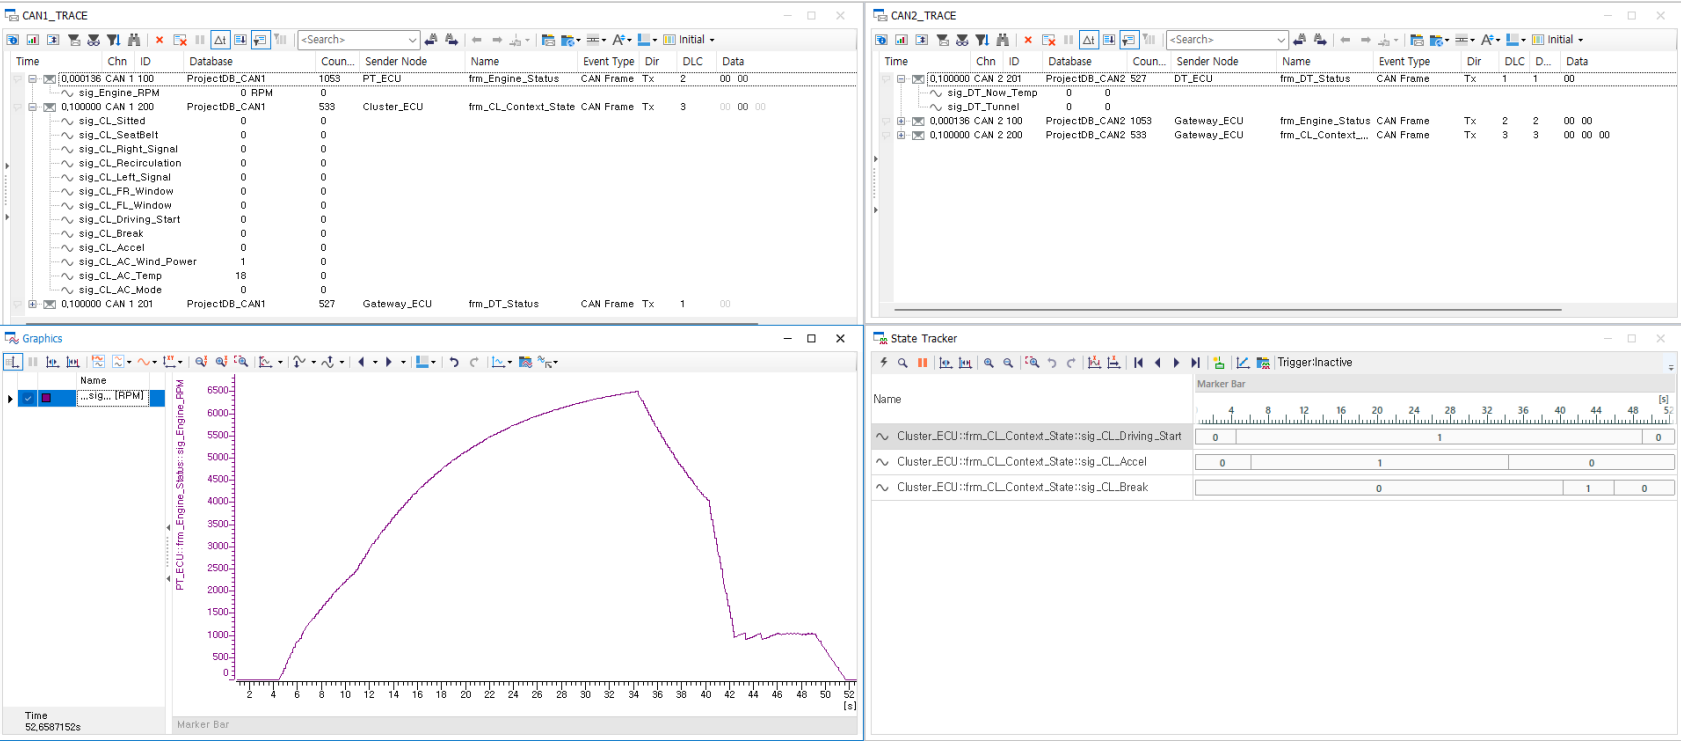 CAN1_TRACE
<Search>
Initial
Time Chn ID Database Coun... Sender Node Name Event Type Dir DLC Data
0,000136 CAN 1 100 ProjectDB_CAN1 1053 PT_ECU frm_Engine_Status CAN Frame Tx 2 00 00
sig_Engine_RPM 0 RPM 0
0,100000 CAN 1 200 ProjectDB_CAN1 533 Cluster_ECU frm_CL_Context_State CAN Frame Tx 3 00 00 00
sig_CL_Sitted 0 0
sig_CL_SeatBelt 0 0
sig_CL_Right_Signal 0 0
sig_CL_Recirculation 0 0
sig_CL_Left_Signal 0 0
sig_CL_FR_Window 0 0
sig_CL_FL_Window 0 0
sig_CL_Driving_Start 0 0
sig_CL_Break 0 0
sig_CL_Accel 0 0
sig_CL_AC_Wind_Power 1 0
sig_CL_AC_Temp 18 0
sig_CL_AC_Mode 0 0
0,100000 CAN 1 201 ProjectDB_CAN1 527 Gateway_ECU frm_DT_Status CAN Frame Tx 1 00
CAN2_TRACE
<Search>
Initial
Time Chn ID Database Coun... Sender Node Name Event Type Dir DLC D... Data
0,100000 CAN 2 201 ProjectDB_CAN2 527 DT_ECU frm_DT_Status CAN Frame Tx 1 1 00
sig_DT_Now_Temp 0 0
sig_DT_Tunnel 0 0
0,000136 CAN 2 100 ProjectDB_CAN2 1053 Gateway_ECU frm_Engine_Status CAN Frame Tx 2 2 00 00
0,100000 CAN 2 200 ProjectDB_CAN2 533 Gateway_ECU frm_CL_Context_... CAN Frame Tx 3 3 00 00 00
Graphics
Name
...sig... [RPM]
PT_ECU::frm_Engine_Status::sig_Engine_RPM
6500
6000
5500
5000
4500
4000
3500
3000
2500
2000
1500
1000
500
0
2 4 6 8 10 12 14 16 18 20 22 24 26 28 30 32 34 36 38 40 42 44 46 48 50 52
[s]
Time
52,6587152s
Marker Bar
State Tracker
Trigger:Inactive
Marker Bar
Name
[s]
4 8 12 16 20 24 28 32 36 40 44 48 52
Cluster_ECU::frm_CL_Context_State::sig_CL_Driving_Start 0 1 0
Cluster_ECU::frm_CL_Context_State::sig_CL_Accel 0 1 0
Cluster_ECU::frm_CL_Context_State::sig_CL_Break 0 1 0